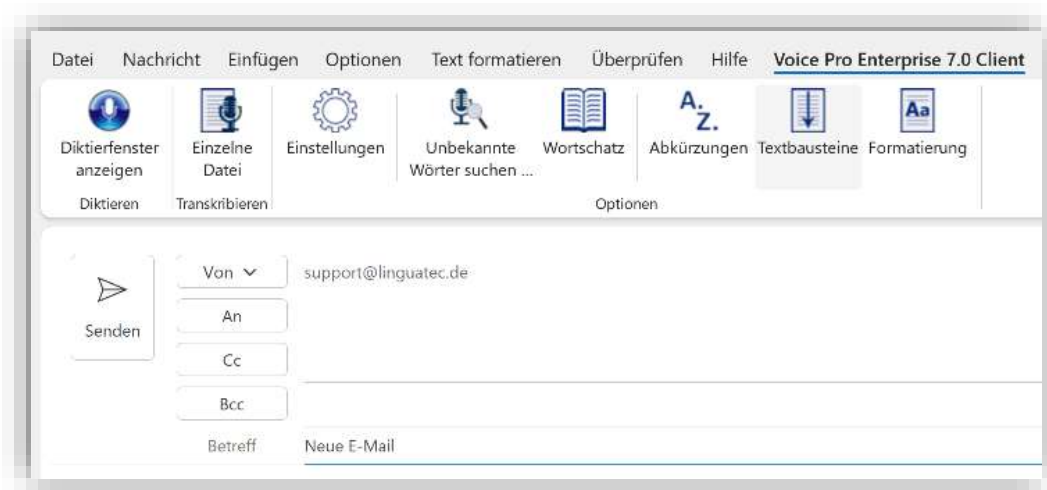 Datei Nachricht Einfügen Optionen Text formatieren Überprüfen Hilfe Voice Pro Enterprise 7.0 Client
A.
Z.
Aa
Diktierfenster Einzelne Einstellungen Unbekannte Wortschatz Abkürzungen Textbausteine Formatierung
anzeigen Datei Wörter suchen ...
Diktieren Transkribieren Optionen
Von support@linguatec.de
An
Senden
Cc
Bcc
Betreff Neue E-Mail